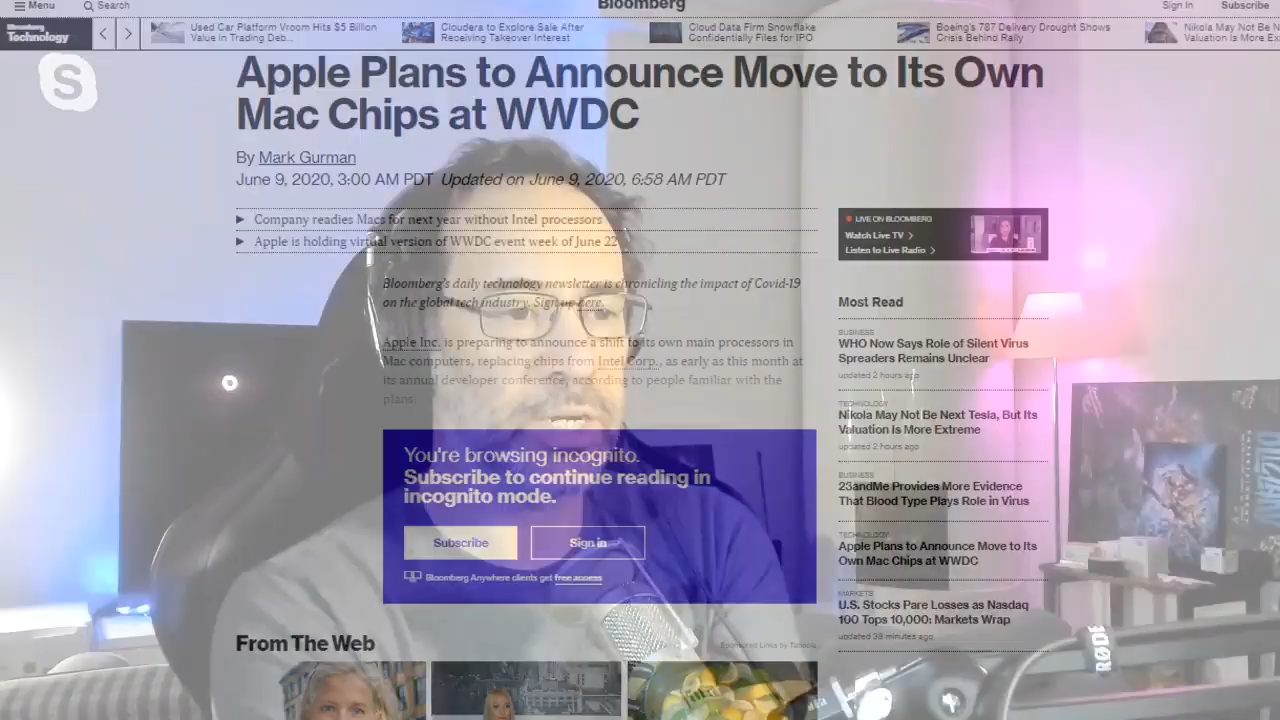 Menu
Search
Bloomberg
Sign In
Subscribe
Bloomberg
Technology
Used Car Platform Vroom Hits $5 Billion
Value in Trading Deb...
Cloudera to Explore Sale After
Receiving Takeover Interest
Cloud Data Firm Snowflake
Confidentially Files for IPO
Boeing's 787 Delivery Drought Shows
Crisis Behind Rally
Nikola May Not Be N
Valuation Is More Ex
S
Apple Plans to Announce Move to Its Own
Mac Chips at WWDC
By Mark Gurman
June 9, 2020, 3:00 AM PDT Updated on June 9, 2020, 6:58 AM PDT
Company readies Macs for next year without Intel processors
Apple is holding virtual version of WWDC event week of June 22
Bloomberg's daily technology newsletter is chronicling the impact of Covid-19
on the global tech industry. Sign up here.
Apple Inc. is preparing to announce a shift to its own main processors in
Mac computers, replacing chips from Intel Corp., as early as this month at
its annual developer conference, according to people familiar with the
plans.
You're browsing incognito.
Subscribe to continue reading in
incognito mode.
Subscribe
Sign in
Bloomberg Anywhere clients get free access
From The Web
Sponsored Links by Taboola
LIVE ON BLOOMBERG
Watch Live TV
Listen to Live Radio
Most Read
BUSINESS
WHO Now Says Role of Silent Virus
Spreaders Remains Unclear
updated 2 hours ago
TECHNOLOGY
Nikola May Not Be Next Tesla, But Its
Valuation Is More Extreme
updated 2 hours ago
BUSINESS
23andMe Provides More Evidence
That Blood Type Plays Role in Virus
TECHNOLOGY
Apple Plans to Announce Move to Its
Own Mac Chips at WWDC
MARKETS
U.S. Stocks Pare Losses as Nasdaq
100 Tops 10,000: Markets Wrap
updated 38 minutes ago
RØDE